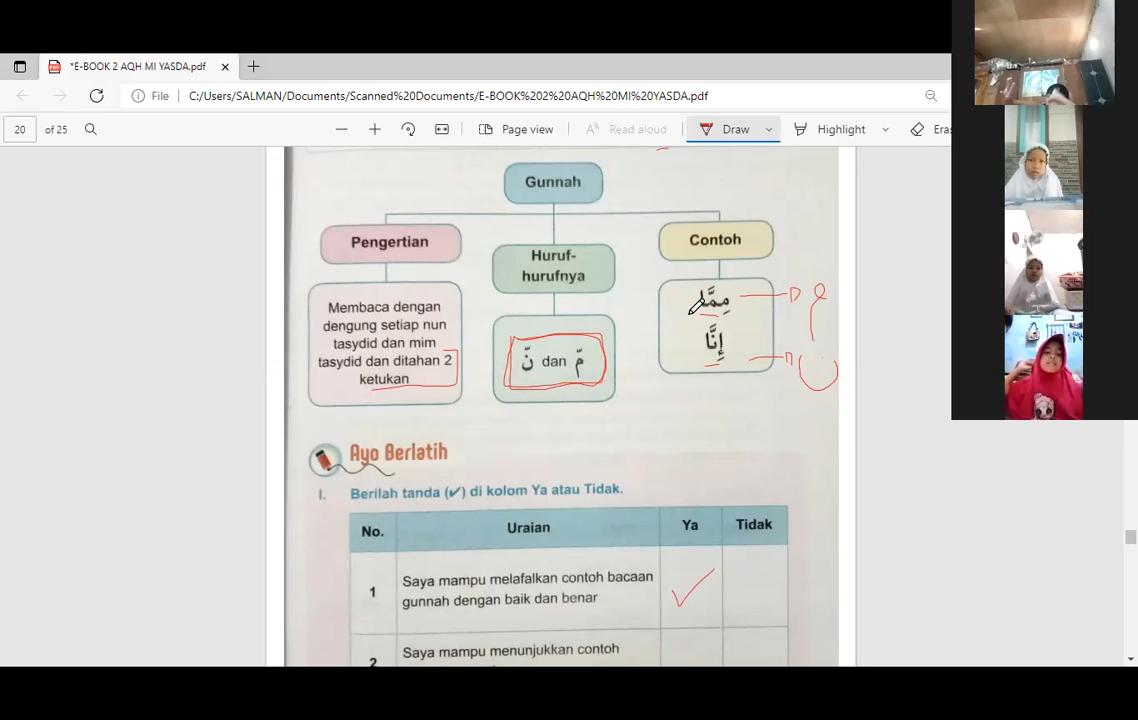 *E-BOOK 2 AQH MI YASDA.pdf
File
C:/Users/SALMAN/Documents/Scanned%20Documents/E-BOOK%202%20AQH%20MI%20YASDA.pdf
20 of 25
Page view
Read aloud
Draw
Highlight
Eras
Gunnah
Pengertian
Huruf-
hurufnya
Contoh
Membaca dengan
dengung setiap nun
tasydid dan mim
tasydid dan ditahan 2
ketukan
نّ dan مّ
مِمَّا
إِنَّا
م
ن
Ayo Berlatih
I. Berilah tanda (✔) di kolom Ya atau Tidak.
No. Uraian Ya Tidak
1 Saya mampu melafalkan contoh bacaan
gunnah dengan baik dan benar
2 Saya mampu menunjukkan contoh